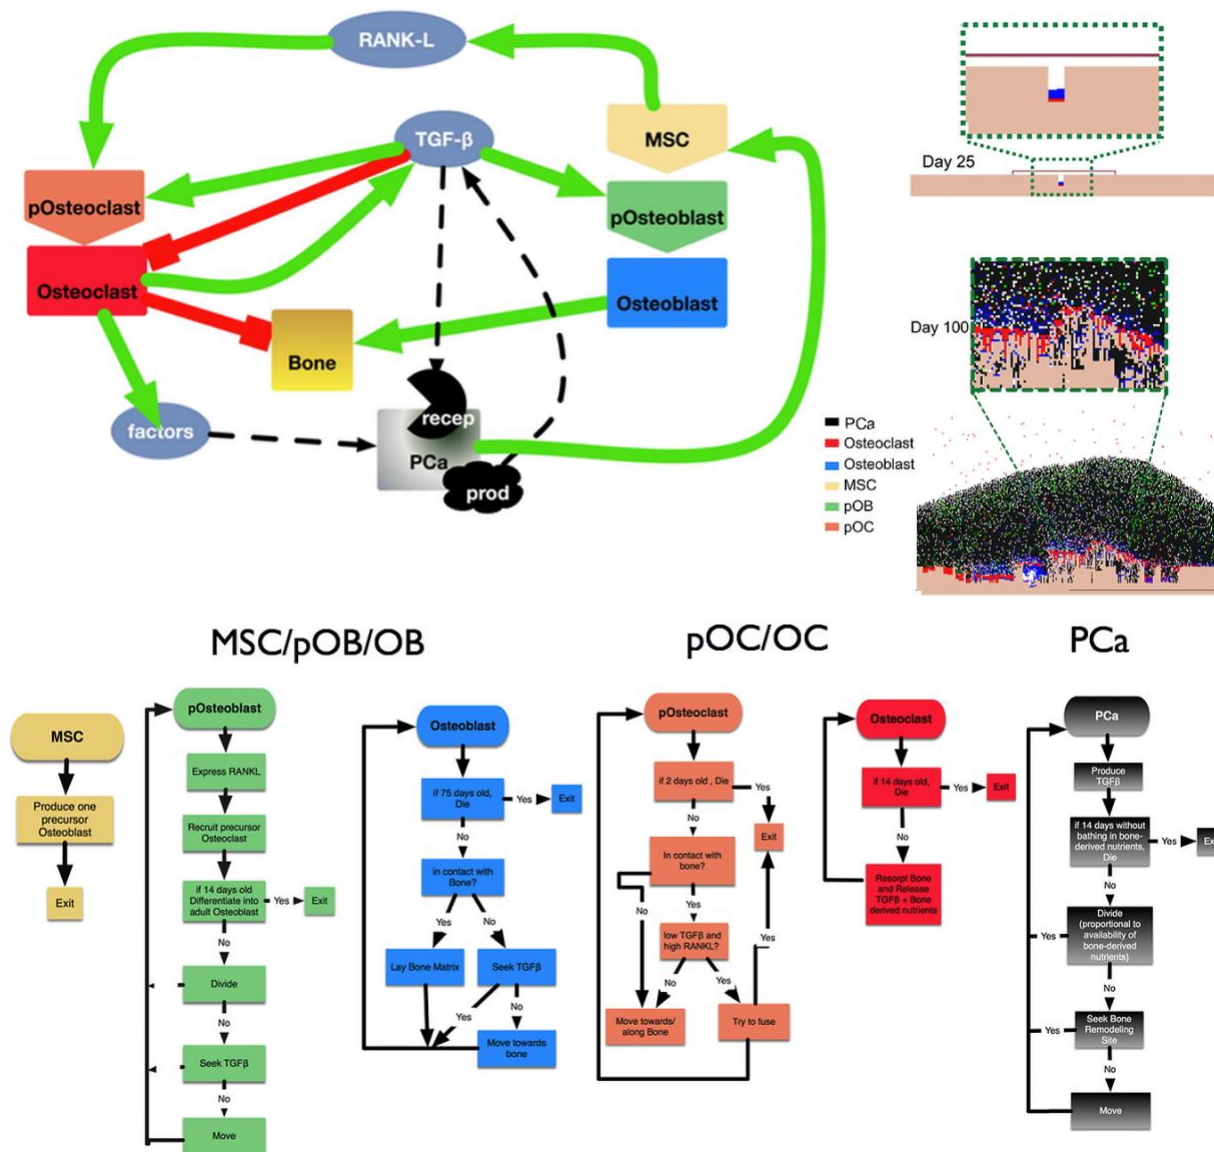 RANK-L
TGF-β
MSC
pOsteoclast
pOsteoblast
Osteoclast
Osteoblast
Bone
factors
recep
PCa
prod
Day 25
Day 100
PCa
Osteoclast
Osteoblast
MSC
pOB
pOC
MSC/pOB/OB
pOC/OC
PCa
MSC
Produce one
precursor
Osteoblast
Exit
pOsteoblast
Express RANKL
Recruit precursor
Osteoclast
if 14 days old
Differentiate into
adult Osteoblast
Yes
Exit
No
Divide
No
Seek TGFβ
No
Move
Osteoblast
if 75 days old,
Die
Yes
Exit
No
in contact with
Bone?
Yes
No
Lay Bone Matrix
Seek TGFβ
Yes
No
Move towards
bone
pOsteoclast
if 2 days old , Die
Yes
Exit
No
In contact with
bone?
No
Yes
low TGFβ and
high RANKL?
Yes
No
Yes
Move towards/
along Bone
Try to fuse
Osteoclast
if 14 days old,
Die
Yes
Exit
No
Resorpt Bone
and Release
TGFβ + Bone
derived nutrients
PCa
Produce
TGFβ
if 14 days without
bathing in bone-
derived nutrients,
Die
Yes
No
Divide
(proportional to
availability of
bone-derived
nutrients)
Yes
No
Seek Bone
Remodeling
Site
Yes
No
Move